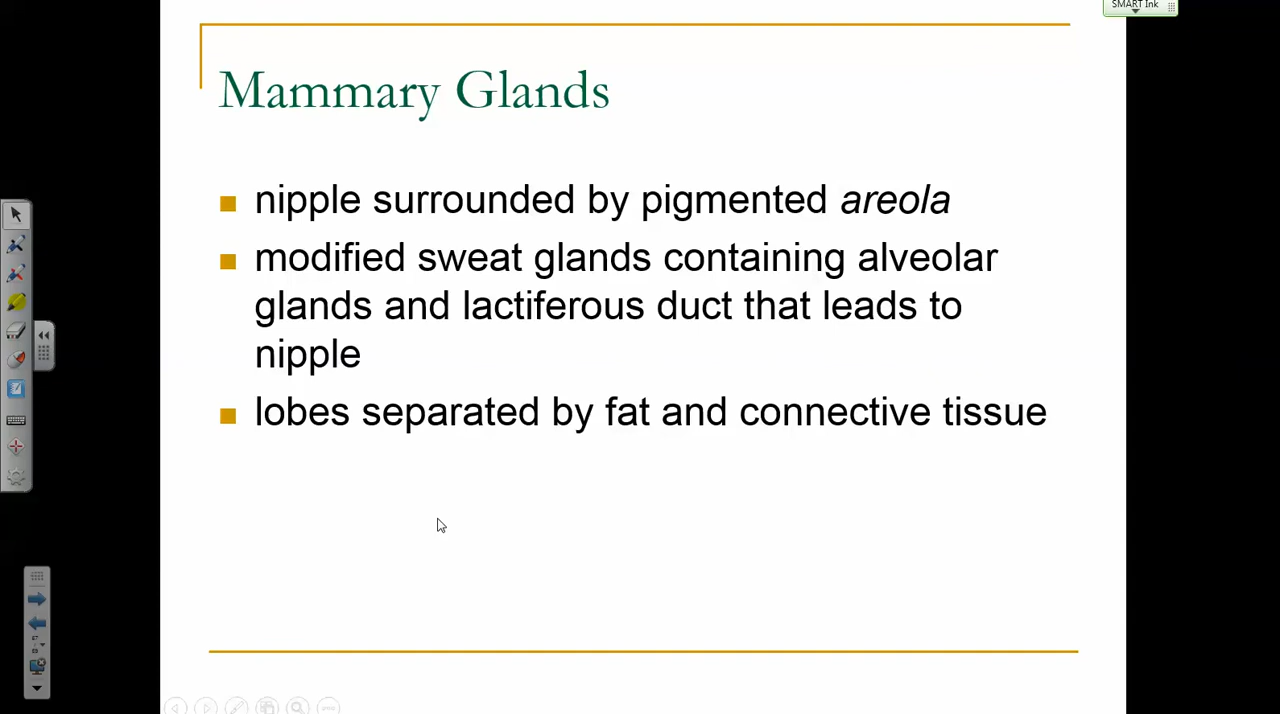 SMART Ink
Mammary Glands
nipple surrounded by pigmented areola
modified sweat glands containing alveolar
glands and lactiferous duct that leads to
nipple
lobes separated by fat and connective tissue